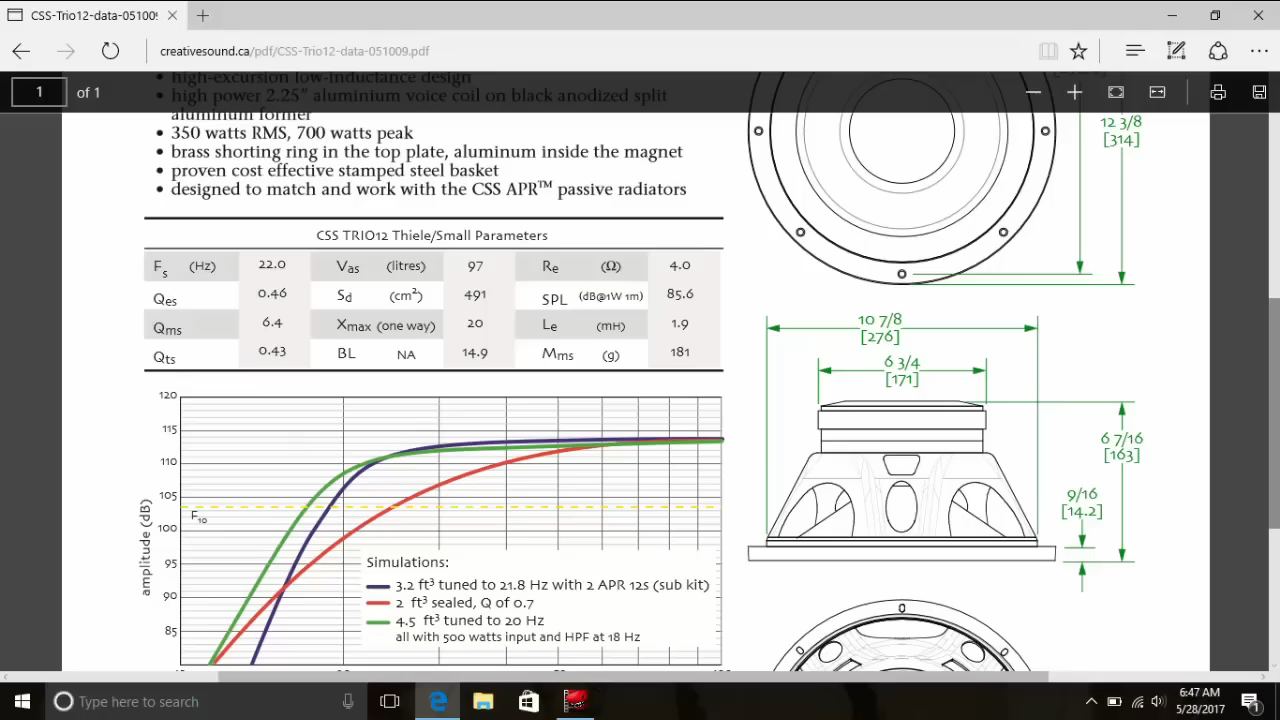 CSS-Trio12-data-051009
creativesound.ca/pdf/CSS-Trio12-data-051009.pdf
1 of 1
• high-excursion low-inductance design
• high power 2.25" aluminium voice coil on black anodized split
aluminum former
• 350 watts RMS, 700 watts peak
• brass shorting ring in the top plate, aluminum inside the magnet
• proven cost effective stamped steel basket
• designed to match and work with the CSS APR™ passive radiators
CSS TRIO12 Thiele/Small Parameters
Fs (Hz) 22.0 Vas (litres) 97 Re (Ω) 4.0
Qes 0.46 Sd (cm²) 491 SPL (dB@1W 1m) 85.6
Qms 6.4 Xmax (one way) 20 Le (mH) 1.9
Qts 0.43 BL NA 14.9 Mms (g) 181
120
115
110
105
100
95
90
85
amplitude (dB)
F10
Simulations:
3.2 ft³ tuned to 21.8 Hz with 2 APR 12s (sub kit)
2 ft³ sealed, Q of 0.7
4.5 ft³ tuned to 20 Hz
all with 500 watts input and HPF at 18 Hz
12 3/8
[314]
10 7/8
[276]
6 3/4
[171]
6 7/16
[163]
9/16
[14.2]
Type here to search
6:47 AM
5/28/2017
1